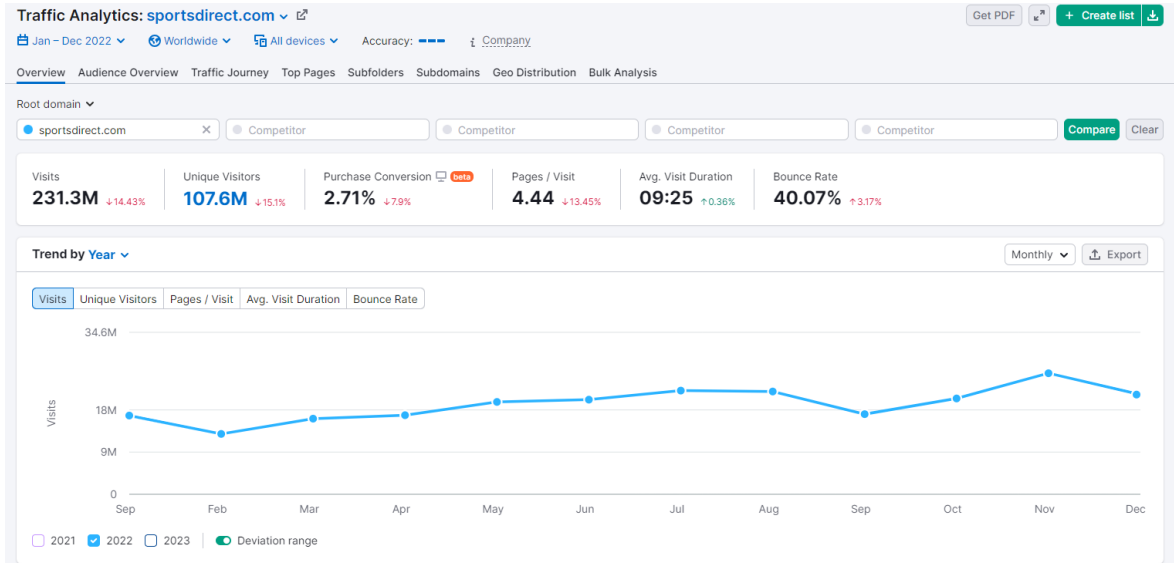 Traffic Analytics: sportsdirect.com
Get PDF
+ Create list
Jan – Dec 2022 Worldwide All devices Accuracy: i Company
Overview Audience Overview Traffic Journey Top Pages Subfolders Subdomains Geo Distribution Bulk Analysis
Root domain
sportsdirect.com × Competitor Competitor Competitor Competitor Compare Clear
Visits Unique Visitors Purchase Conversion beta Pages / Visit Avg. Visit Duration Bounce Rate
231.3M ↓14.43% 107.6M ↓15.1% 2.71% ↓7.9% 4.44 ↓13.45% 09:25 ↑0.36% 40.07% ↑3.17%
Trend by Year Monthly Export
Visits Unique Visitors Pages / Visit Avg. Visit Duration Bounce Rate
34.6M
18M
Visits
9M
0
Sep Feb Mar Apr May Jun Jul Aug Sep Oct Nov Dec
2021 2022 2023 Deviation range